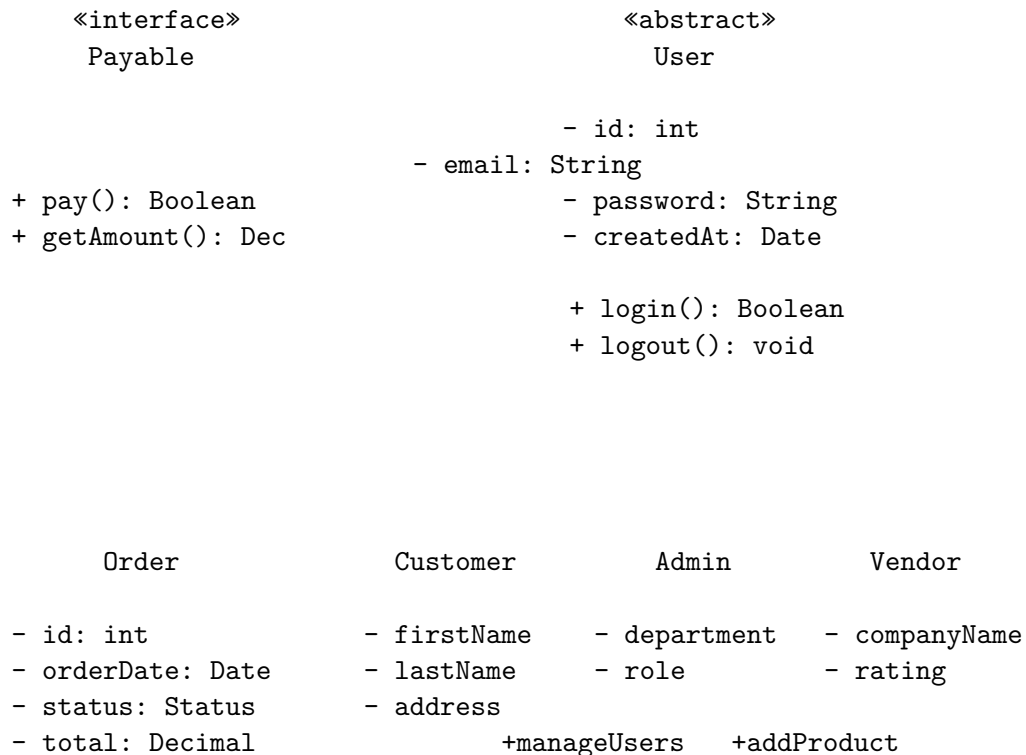 «interface» «abstract»
Payable User
- id: int
- email: String
+ pay(): Boolean - password: String
+ getAmount(): Dec - createdAt: Date
+ login(): Boolean
+ logout(): void
Order Customer Admin Vendor
- id: int - firstName - department - companyName
- orderDate: Date - lastName - role - rating
- status: Status - address
- total: Decimal +manageUsers +addProduct